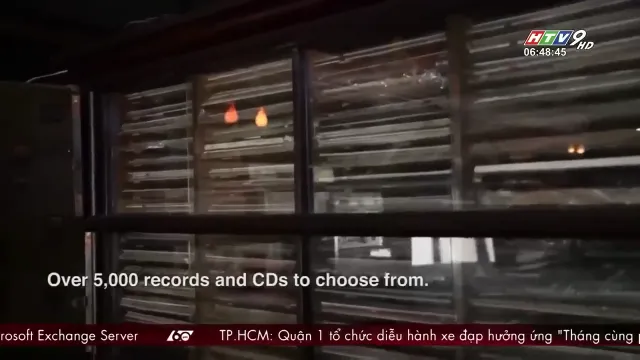 HTV9 HD
06:48:45
Over 5,000 records and CDs to choose from.
rosoft Exchange Server 60 TP.HCM: Quận 1 tổ chức diễu hành xe đạp hưởng ứng "Tháng cùng